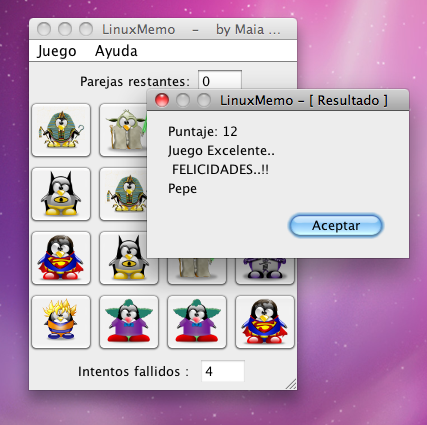 LinuxMemo - by Maia ...
Juego Ayuda
Parejas restantes: 0
LinuxMemo – [ Resultado ]
Puntaje: 12
Juego Excelente..
FELICIDADES..!!
Pepe
Aceptar
Intentos fallidos : 4